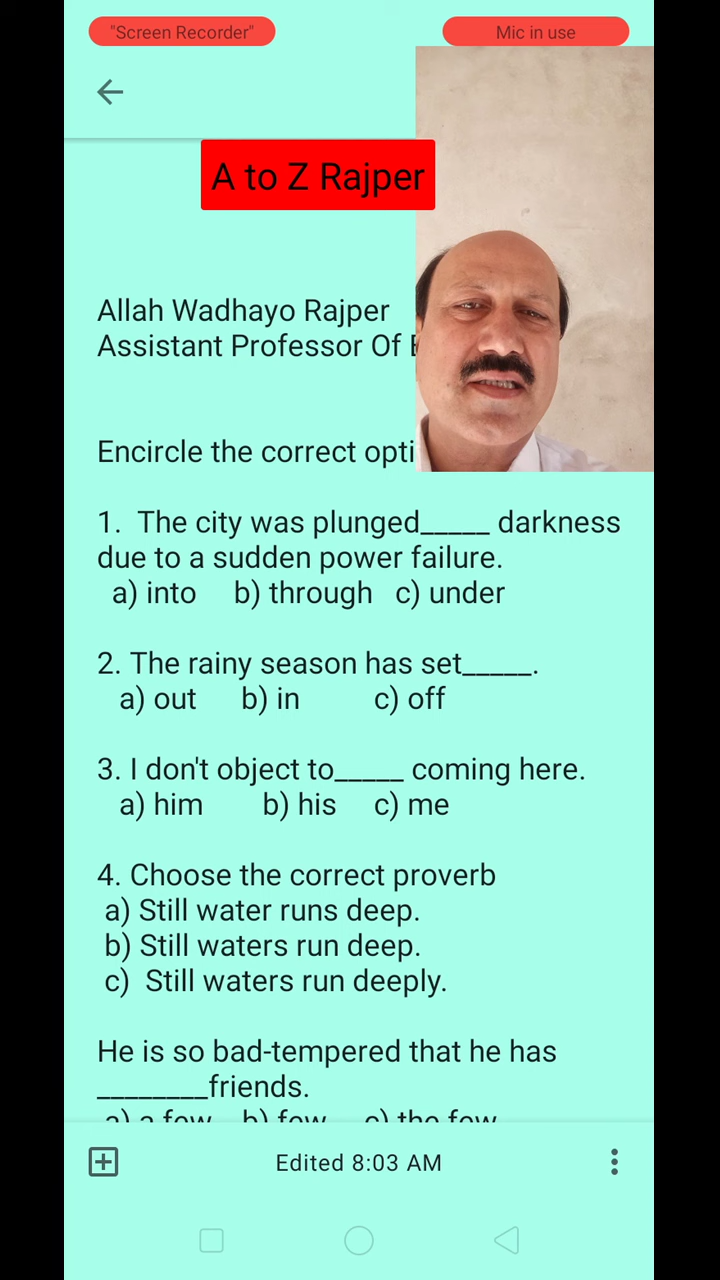 "Screen Recorder" Mic in use
A to Z Rajper
Allah Wadhayo Rajper
Assistant Professor Of
Encircle the correct opti
1. The city was plunged_____ darkness
due to a sudden power failure.
a) into b) through c) under
2. The rainy season has set_____.
a) out b) in c) off
3. I don't object to_____ coming here.
a) him b) his c) me
4. Choose the correct proverb
a) Still water runs deep.
b) Still waters run deep.
c) Still waters run deeply.
He is so bad-tempered that he has
________friends.
a) a few b) few c) the few
Edited 8:03 AM